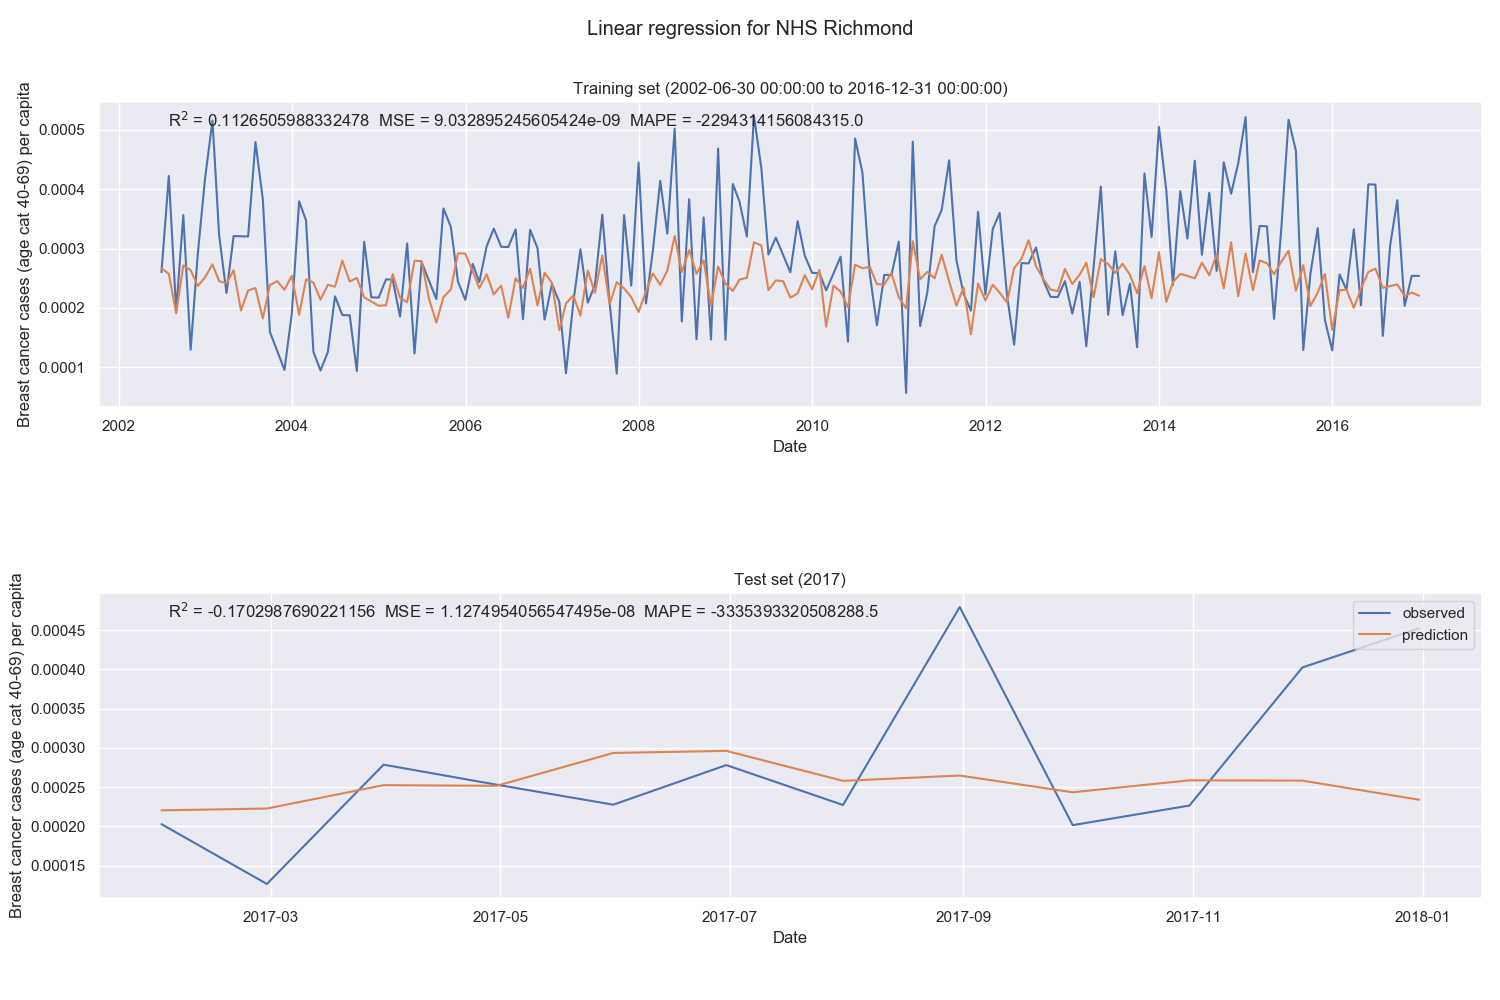 Linear regression for NHS Richmond
Training set (2002-06-30 00:00:00 to 2016-12-31 00:00:00)
R² = 0.1126505988332478 MSE = 9.032895245605424e-09 MAPE = -2294314156084315.0
Breast cancer cases (age cat 40-69) per capita
0.0005
0.0004
0.0003
0.0002
0.0001
2002 2004 2006 2008 2010 2012 2014 2016
Date
Test set (2017)
R² = -0.1702987690221156 MSE = 1.1274954056547495e-08 MAPE = -3335393320508288.5
observed
prediction
Breast cancer cases (age cat 40-69) per capita
0.00045
0.00040
0.00035
0.00030
0.00025
0.00020
0.00015
2017-03 2017-05 2017-07 2017-09 2017-11 2018-01
Date